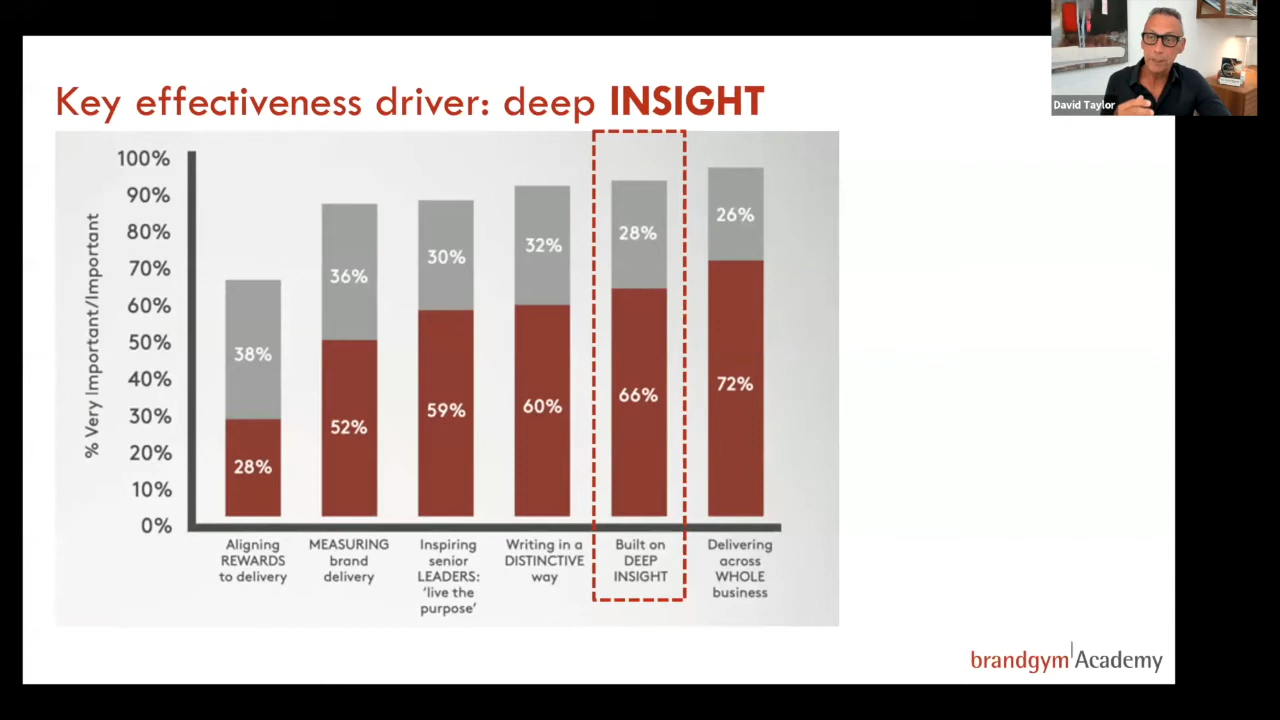 David Taylor
Key effectiveness driver: deep INSIGHT
% Very Important/Important
100%
90%
80%
70%
60%
50%
40%
30%
20%
10%
0%
38%
28%
36%
52%
30%
59%
32%
60%
28%
66%
26%
72%
Aligning
REWARDS
to delivery
MEASURING
brand
delivery
Inspiring
senior
LEADERS:
'live the
purpose'
Writing in a
DISTINCTIVE
way
Built on
DEEP
INSIGHT
Delivering
across
WHOLE
business
brandgym Academy